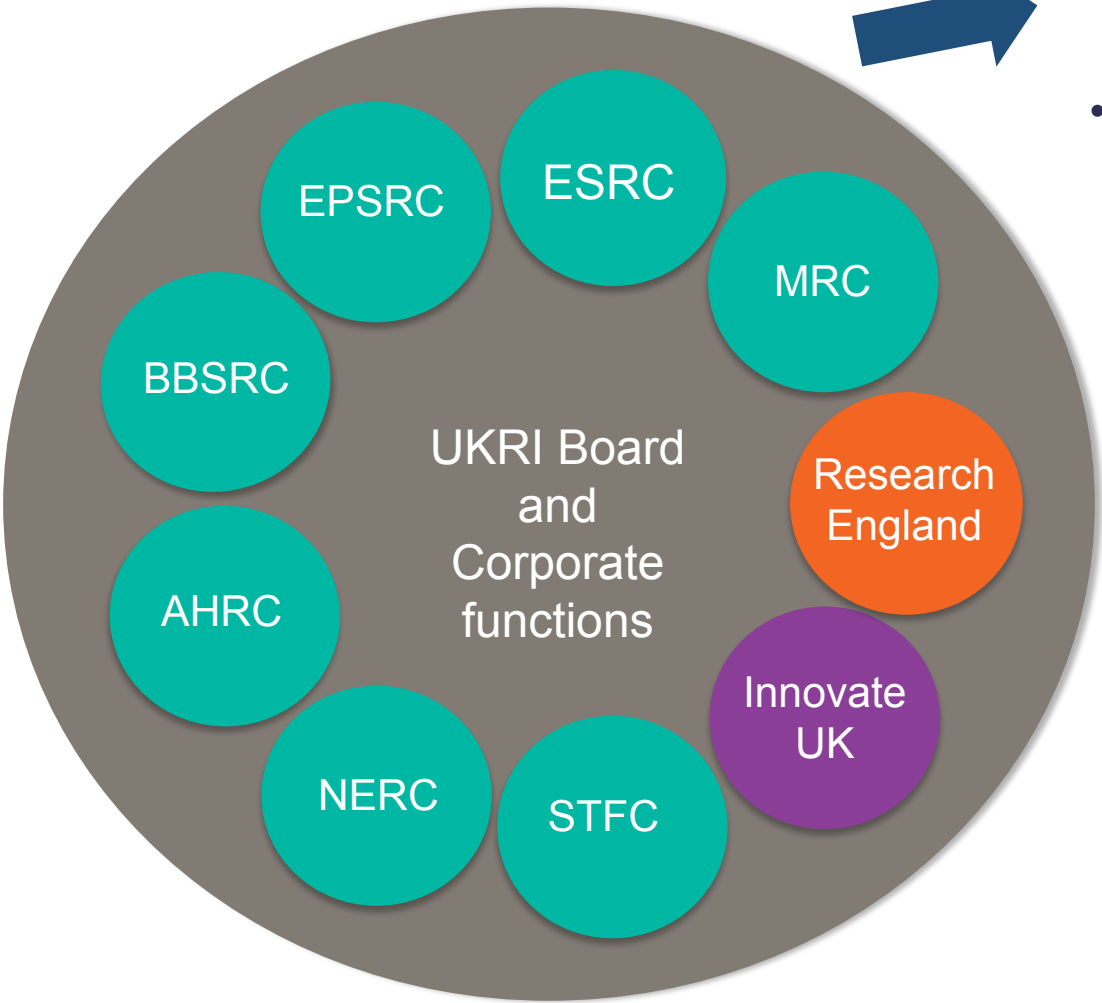 EPSRC
ESRC
MRC
BBSRC
UKRI Board
and
Corporate
functions
Research
England
AHRC
Innovate
UK
NERC
STFC